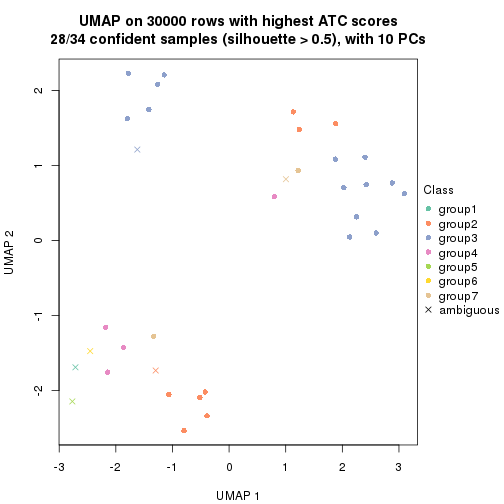 UMAP on 30000 rows with highest ATC scores
28/34 confident samples (silhouette > 0.5), with 10 PCs
2
1
0
-1
-2
UMAP 2
-3
-2
-1
0
1
2
3
UMAP 1
Class
group1
group2
group3
group4
group5
group6
group7
ambiguous